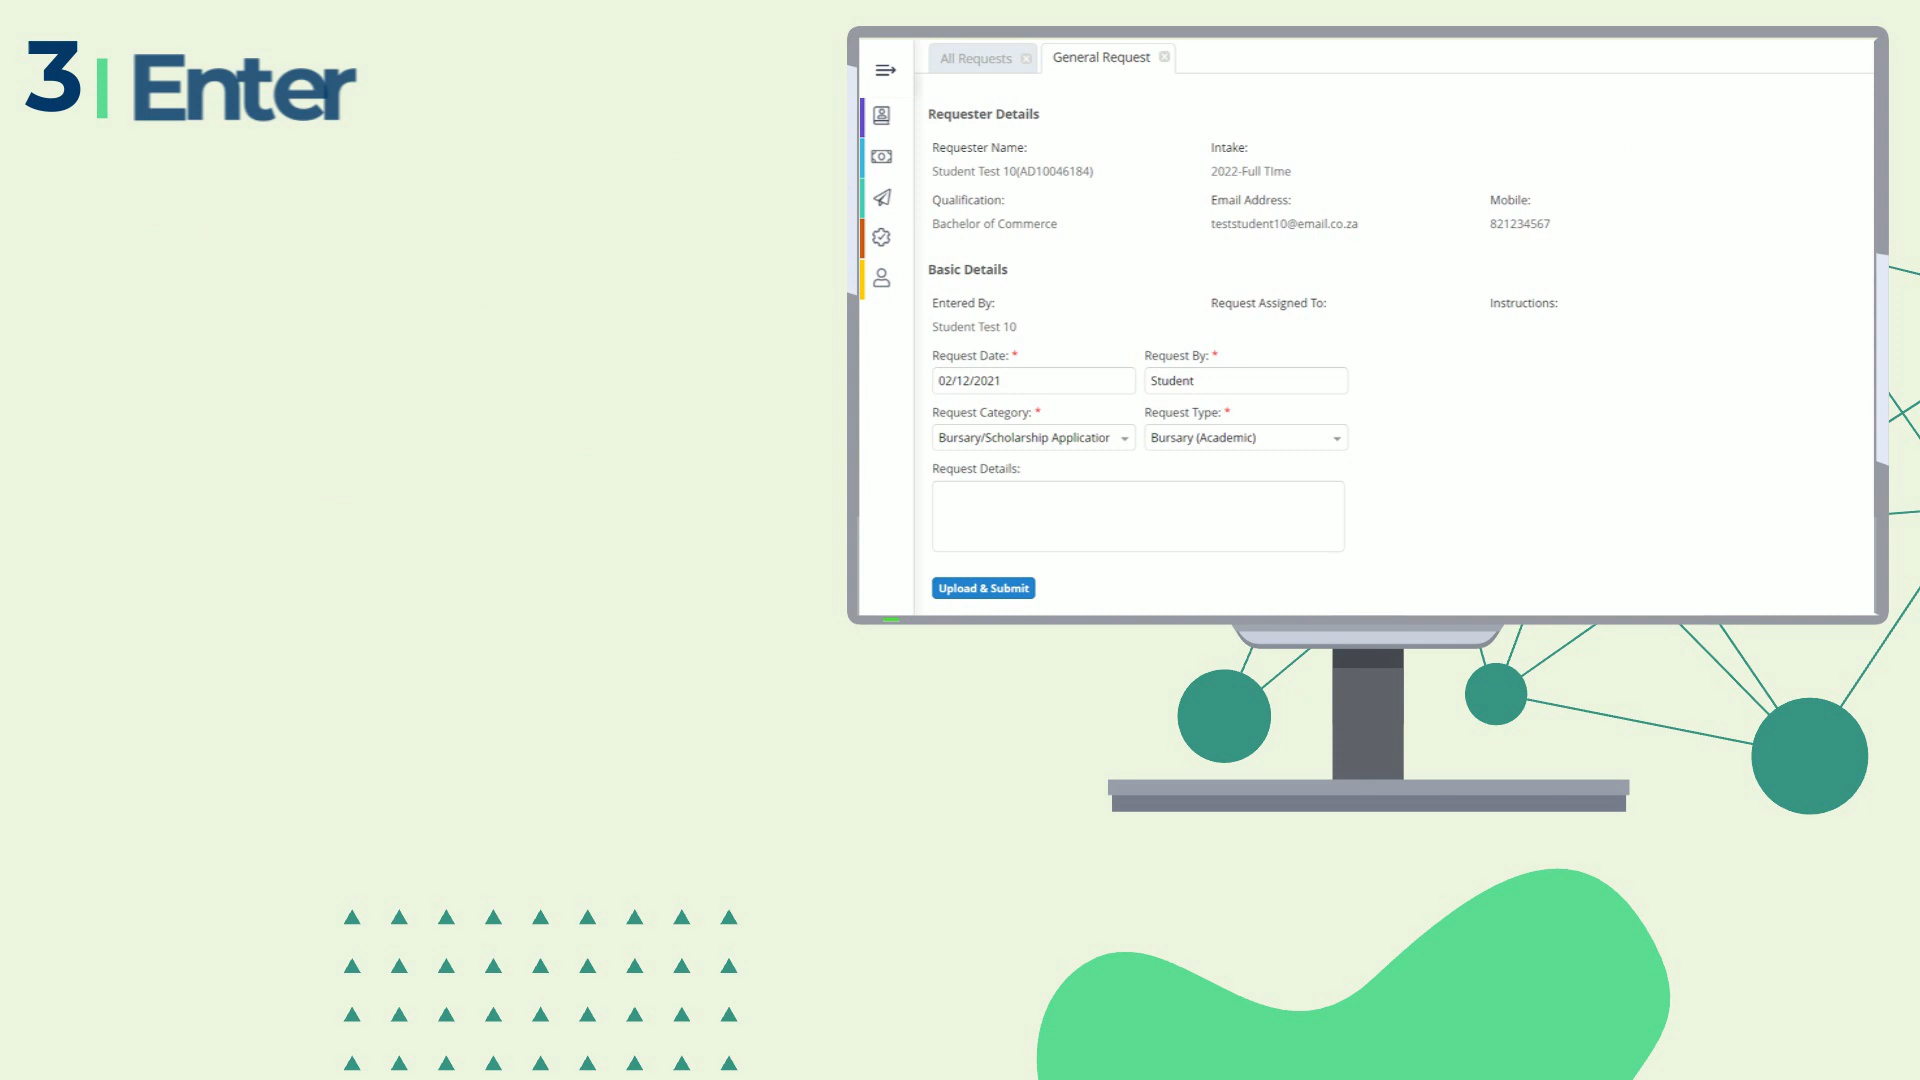 3 Enter
All Requests General Request
Requester Details
Requester Name: Intake:
Student Test 10(AD10046184) 2022-Full TIme
Qualification: Email Address: Mobile:
Bachelor of Commerce teststudent10@email.co.za 821234567
Basic Details
Entered By: Request Assigned To: Instructions:
Student Test 10
Request Date: * Request By: *
02/12/2021 Student
Request Category: * Request Type: *
Bursary/Scholarship Applicatior Bursary (Academic)
Request Details:
Upload & Submit